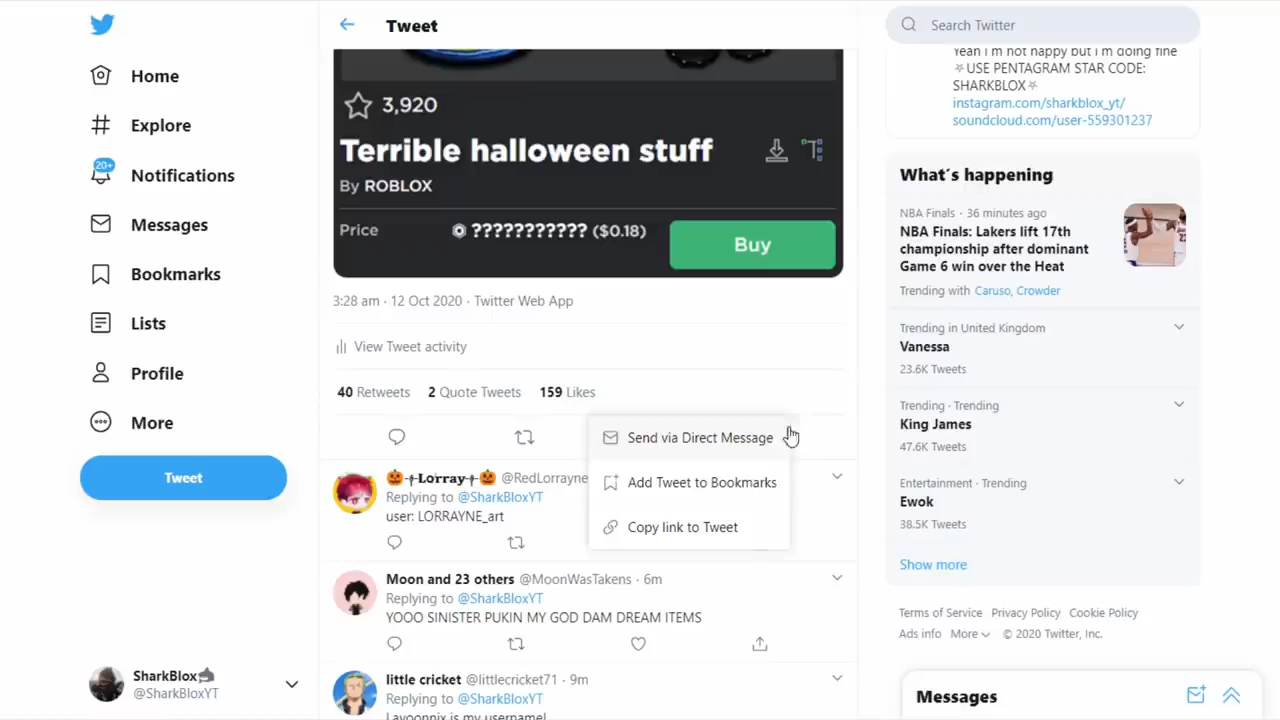 Home
Explore
20+
Notifications
Messages
Bookmarks
Lists
Profile
More
Tweet
SharkBlox
@SharkBloxYT
Tweet
3,920
Terrible halloween stuff
By ROBLOX
Price ??????????? ($0.18)
Buy
3:28 am · 12 Oct 2020 · Twitter Web App
View Tweet activity
40 Retweets 2 Quote Tweets 159 Likes
Send via Direct Message
Add Tweet to Bookmarks
Copy link to Tweet
Lorray @RedLorrayne
Replying to @SharkBloxYT
user: LORRAYNE_art
Moon and 23 others @MoonWasTakens · 6m
Replying to @SharkBloxYT
YOOO SINISTER PUKIN MY GOD DAM DREAM ITEMS
little cricket @littlecricket71 · 9m
Replying to @SharkBloxYT
Layoonnix is my username!
Search Twitter
Yeah i m not happy but i m doing fine
⛧USE PENTAGRAM STAR CODE:
SHARKBLOX⛧
instagram.com/sharkblox_yt/
soundcloud.com/user-559301237
What's happening
NBA Finals · 36 minutes ago
NBA Finals: Lakers lift 17th
championship after dominant
Game 6 win over the Heat
Trending with Caruso, Crowder
Trending in United Kingdom
Vanessa
23.6K Tweets
Trending · Trending
King James
47.6K Tweets
Entertainment · Trending
Ewok
38.5K Tweets
Show more
Terms of Service Privacy Policy Cookie Policy
Ads info More © 2020 Twitter, Inc.
Messages